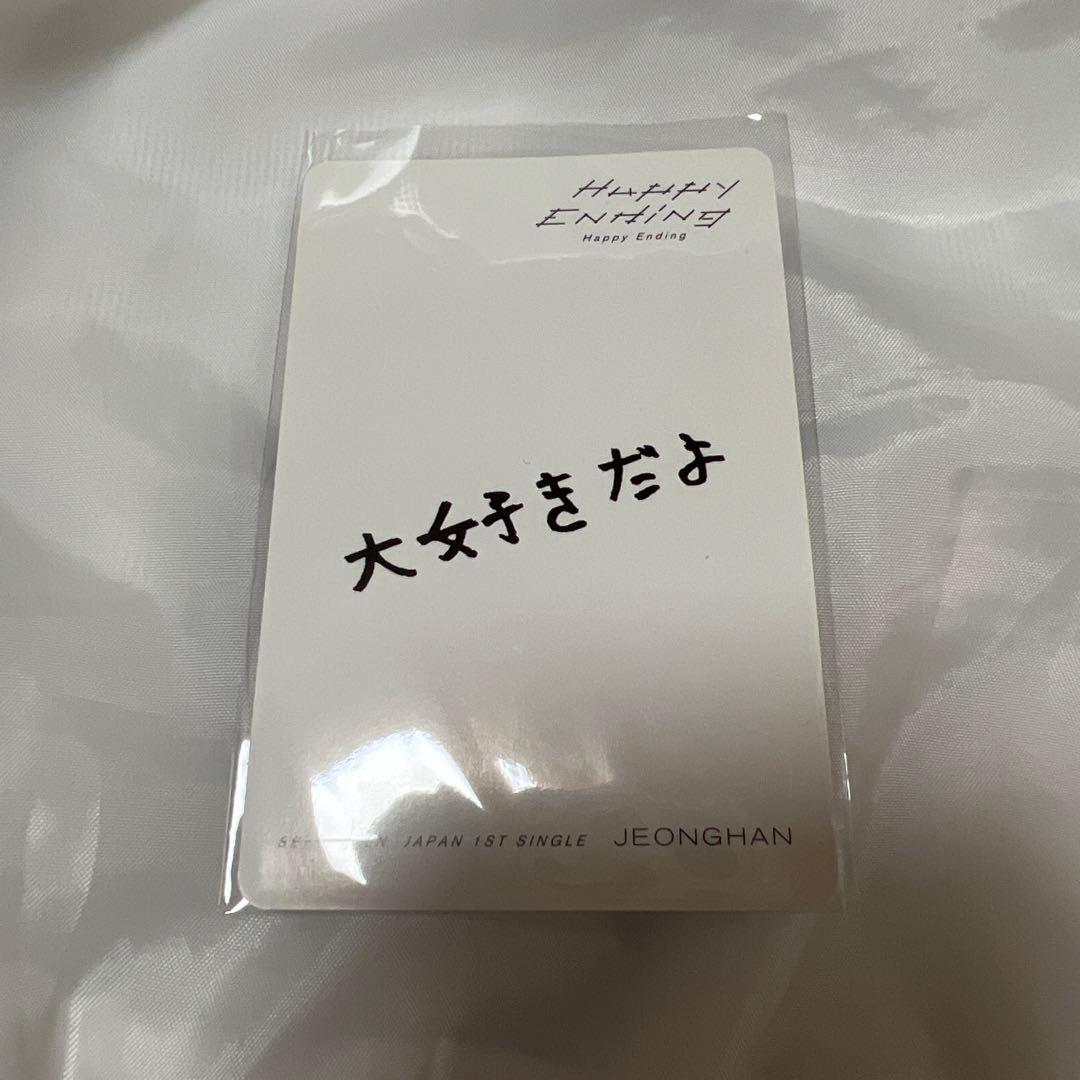 Happy
Ending
Happy Ending
大好きだよ
JAPAN 1ST SINGLE JEONGHAN